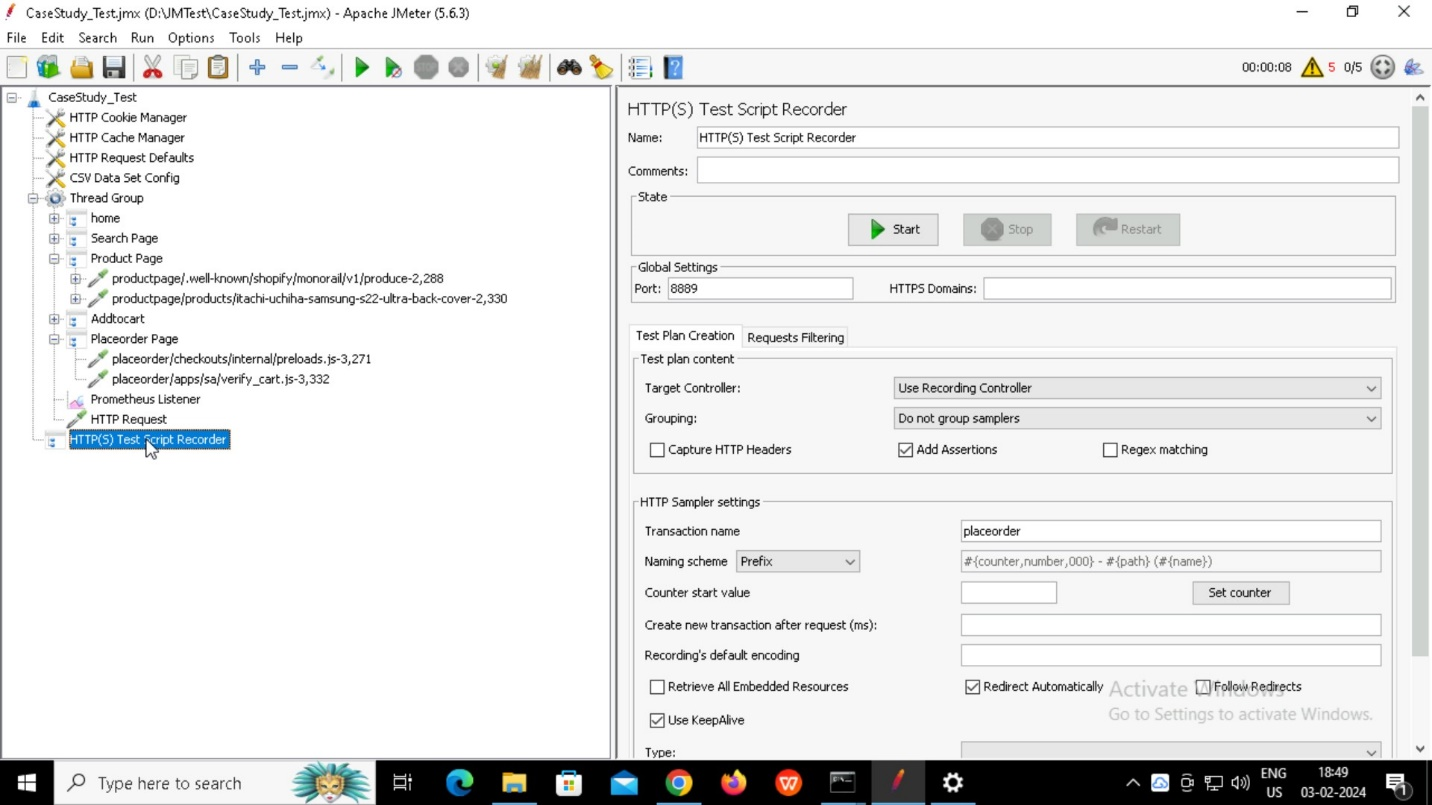 CaseStudy_Test.jmx (D:\JMTest\CaseStudy_Test.jmx) - Apache JMeter (5.6.3)
File Edit Search Run Options Tools Help
STOP
00:00:08 5 0/5
CaseStudy_Test
HTTP Cookie Manager
HTTP Cache Manager
HTTP Request Defaults
CSV Data Set Config
Thread Group
home
Search Page
Product Page
productpage/.well-known/shopify/monorail/v1/produce-2,288
productpage/products/itachi-uchiha-samsung-s22-ultra-back-cover-2,330
Addtocart
Placeorder Page
placeorder/checkouts/internal/preloads.js-3,271
placeorder/apps/sa/verify_cart.js-3,332
Prometheus Listener
HTTP Request
HTTP(S) Test Script Recorder
HTTP(S) Test Script Recorder
Name: HTTP(S) Test Script Recorder
Comments:
State
Start Stop Restart
Global Settings
Port: 8889 HTTPS Domains:
Test Plan Creation Requests Filtering
Test plan content
Target Controller: Use Recording Controller
Grouping: Do not group samplers
Capture HTTP Headers Add Assertions Regex matching
HTTP Sampler settings
Transaction name placeorder
Naming scheme Prefix #{counter,number,000} - #{path} (#{name})
Counter start value Set counter
Create new transaction after request (ms):
Recording's default encoding
Retrieve All Embedded Resources Redirect Automatically Follow Redirects
Activate Windows
Go to Settings to activate Windows.
Use KeepAlive
Type:
Type here to search
ENG
US
18:49
03-02-2024
1